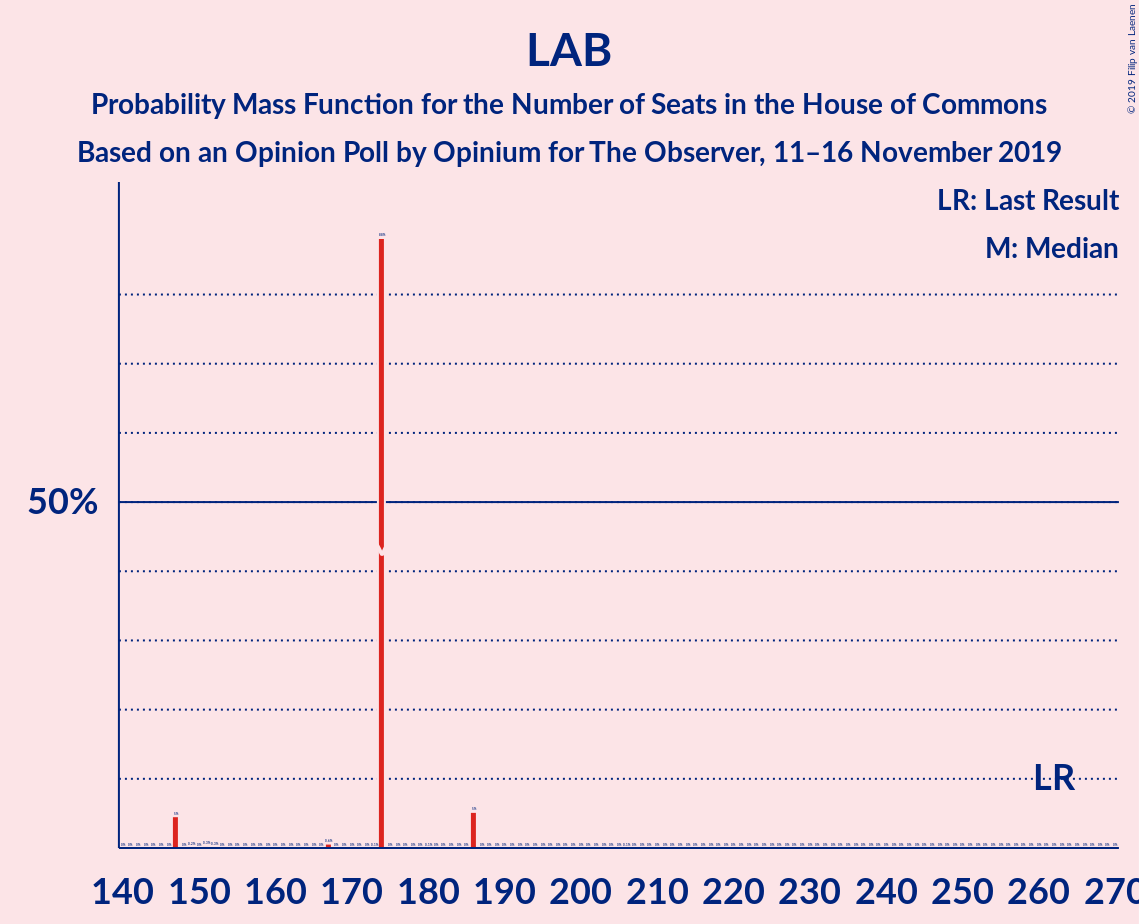 LAB
Probability Mass Function for the Number of Seats in the House of Commons
Based on an Opinion Poll by Opinium for The Observer, 11–16 November 2019
© 2019 Filip van Laenen
LR: Last Result
M: Median
50%
LR
140 150 160 170 180 190 200 210 220 230 240 250 260 270